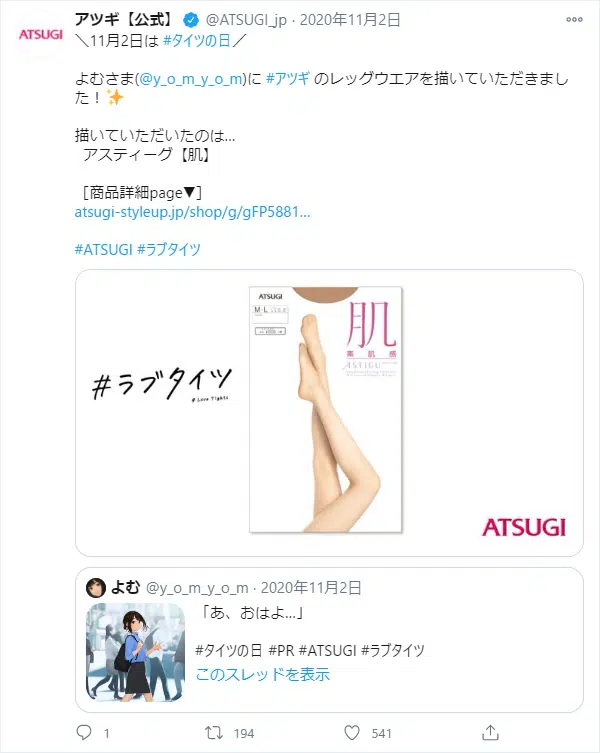 アツギ【公式】 @ATSUGI_jp · 2020年11月2日
ATSUGI
＼11月2日は #タイツの日／
よむさま(@y_o_m_y_o_m)に #アツギ のレッグウエアを描いていただきまし
た！✨
描いていただいたのは...
アスティーグ【肌】
［商品詳細page▼］
atsugi-styleup.jp/shop/g/gFP5881...
#ATSUGI #ラブタイツ
#ラブタイツ
# Love Tights
ATSUGI
M-L
肌
素肌感
ASTIGU
ATSUGI
よむ @y_o_m_y_o_m · 2020年11月2日
「あ、おはよ...」
#タイツの日 #PR #ATSUGI #ラブタイツ
このスレッドを表示
1 194 541